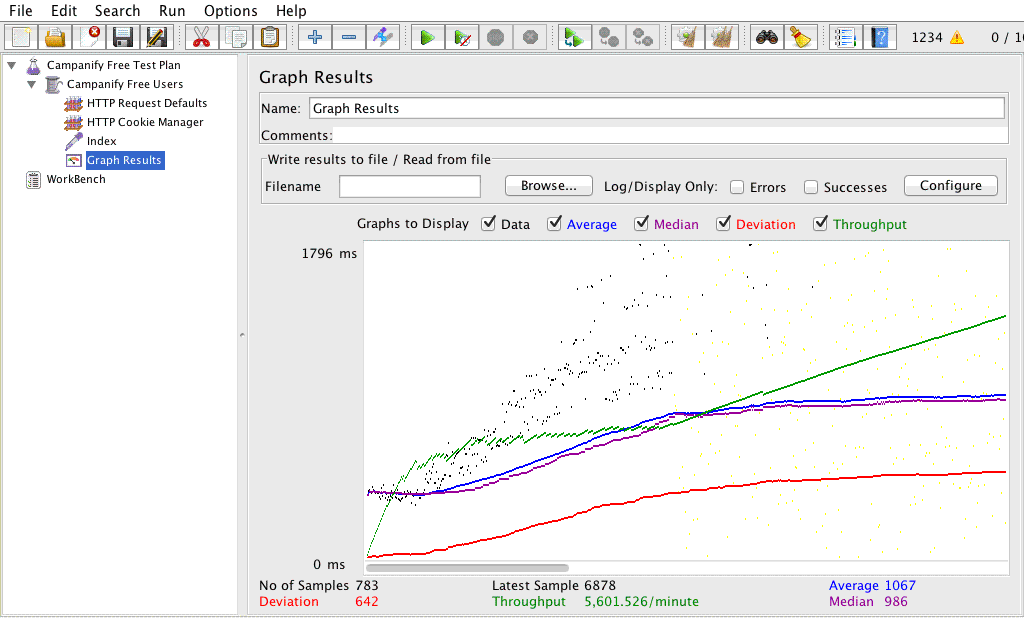 File Edit Search Run Options Help
1234 0 / 10
Campanify Free Test Plan
Campanify Free Users
HTTP Request Defaults
HTTP Cookie Manager
Index
Graph Results
WorkBench
Graph Results
Name: Graph Results
Comments:
Write results to file / Read from file
Filename Browse... Log/Display Only: Errors Successes Configure
Graphs to Display Data Average Median Deviation Throughput
1796 ms
0 ms
No of Samples 783 Latest Sample 6878 Average 1067
Deviation 642 Throughput 5,601.526/minute Median 986